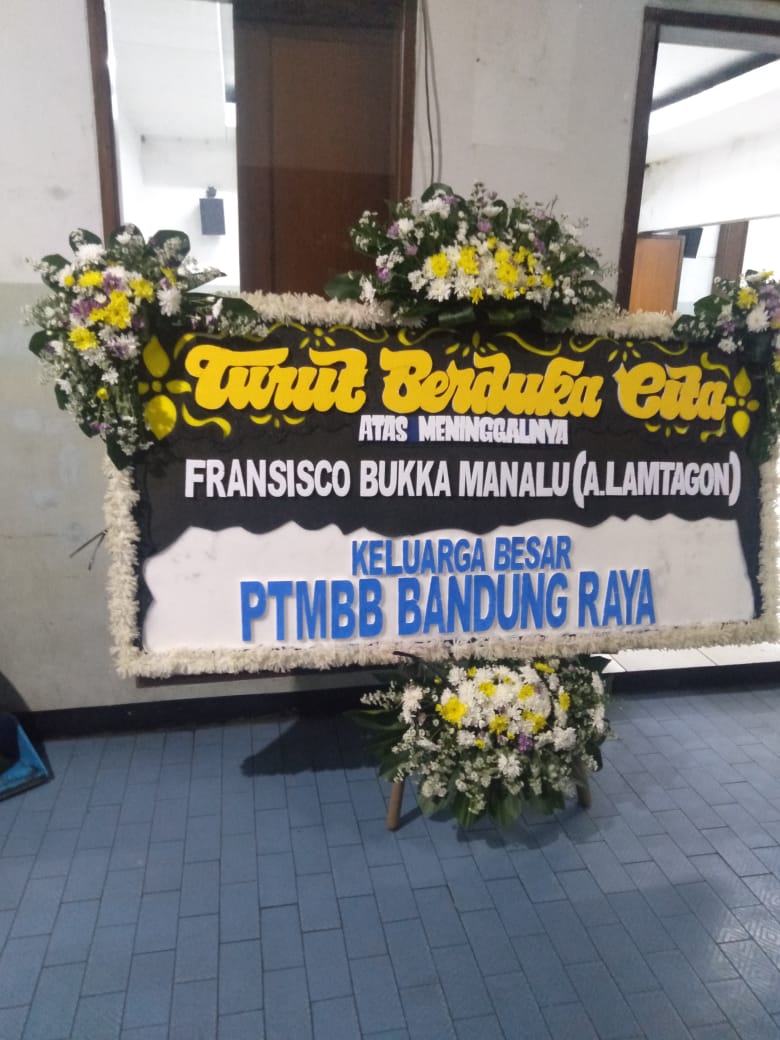 Turut Berduka Cita
ATAS MENINGGALNYA
FRANSISCO BUKKA MANALU (A.LAMTAGON)
KELUARGA BESAR
PTMBB BANDUNG RAYA